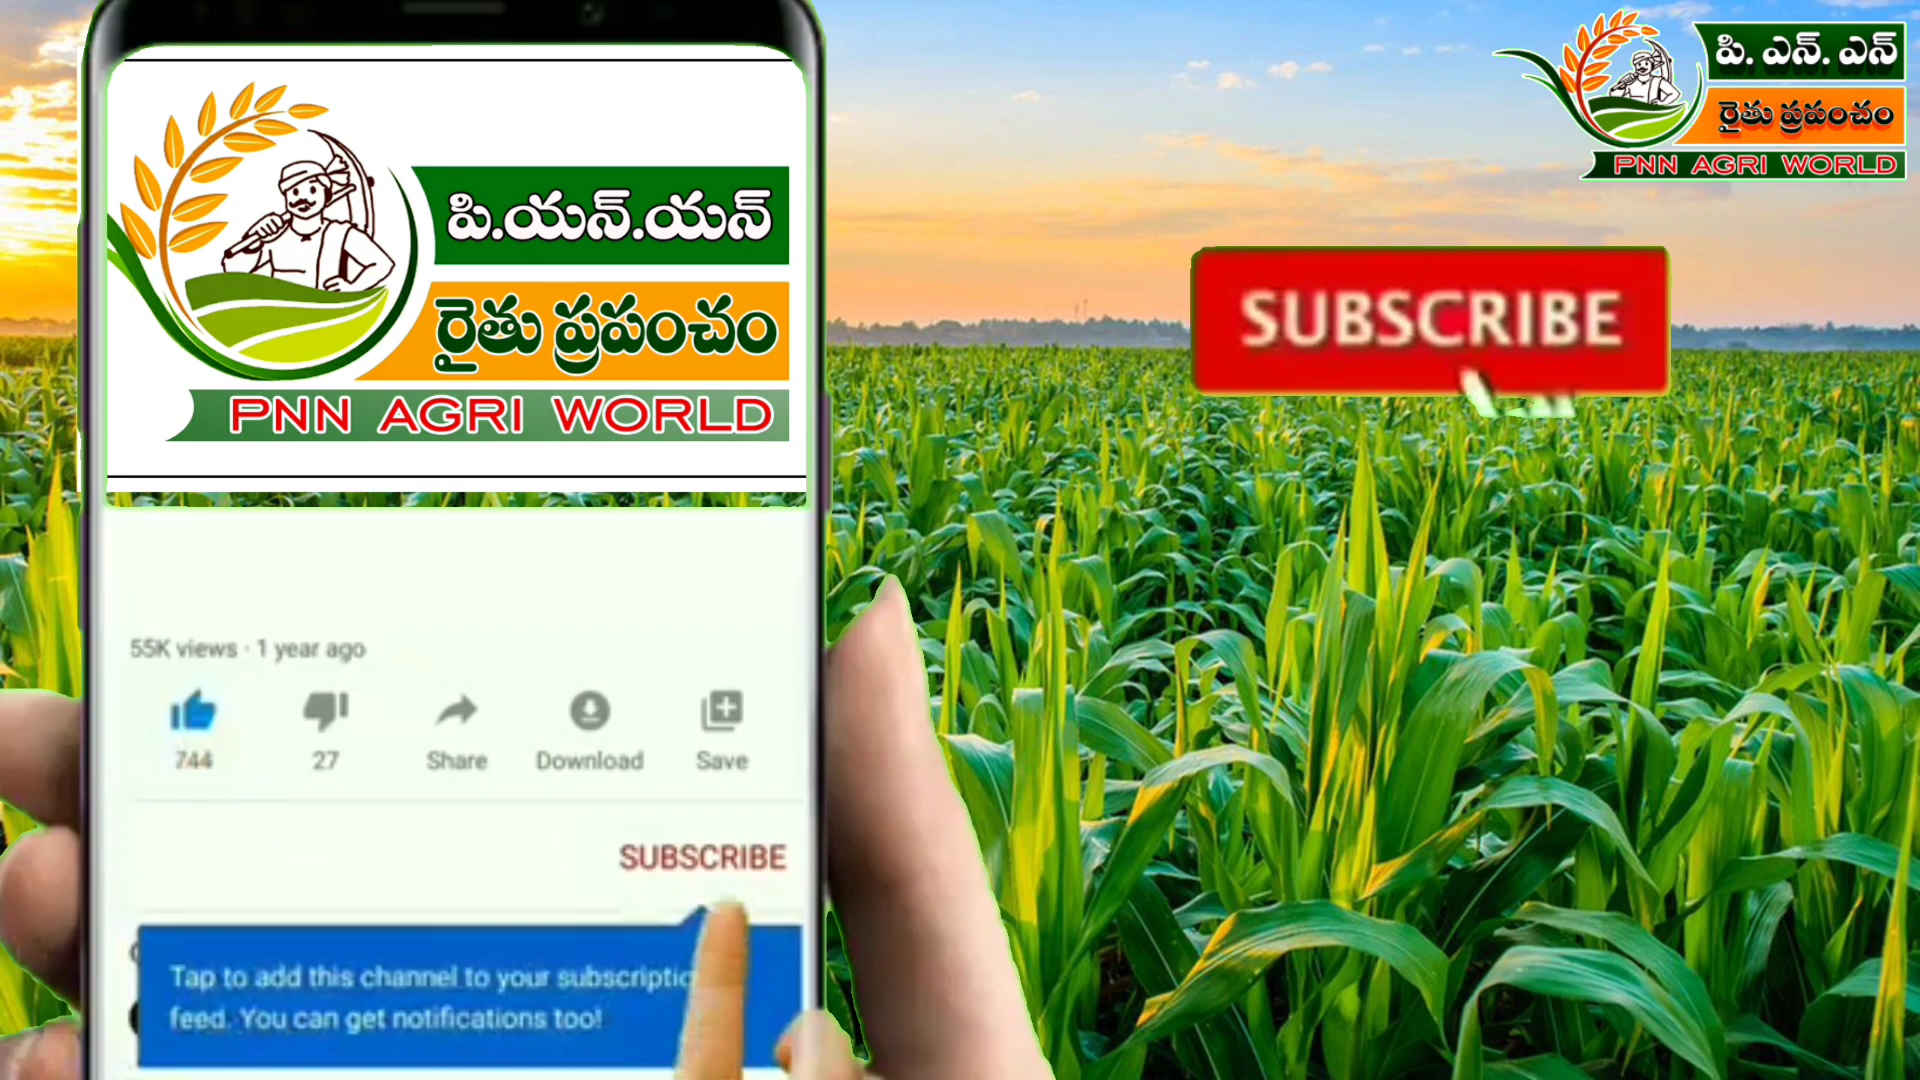 పి.యన్.యన్
రైతు ప్రపంచం
PNN AGRI WORLD
55K views · 1 year ago
744
27
Share
Download
Save
SUBSCRIBE
Tap to add this channel to your
feed. You can get notifications too!
పి. ఎన్. ఎన్
రైతు ప్రపంచం
PNN AGRI WORLD
SUBSCRIBE